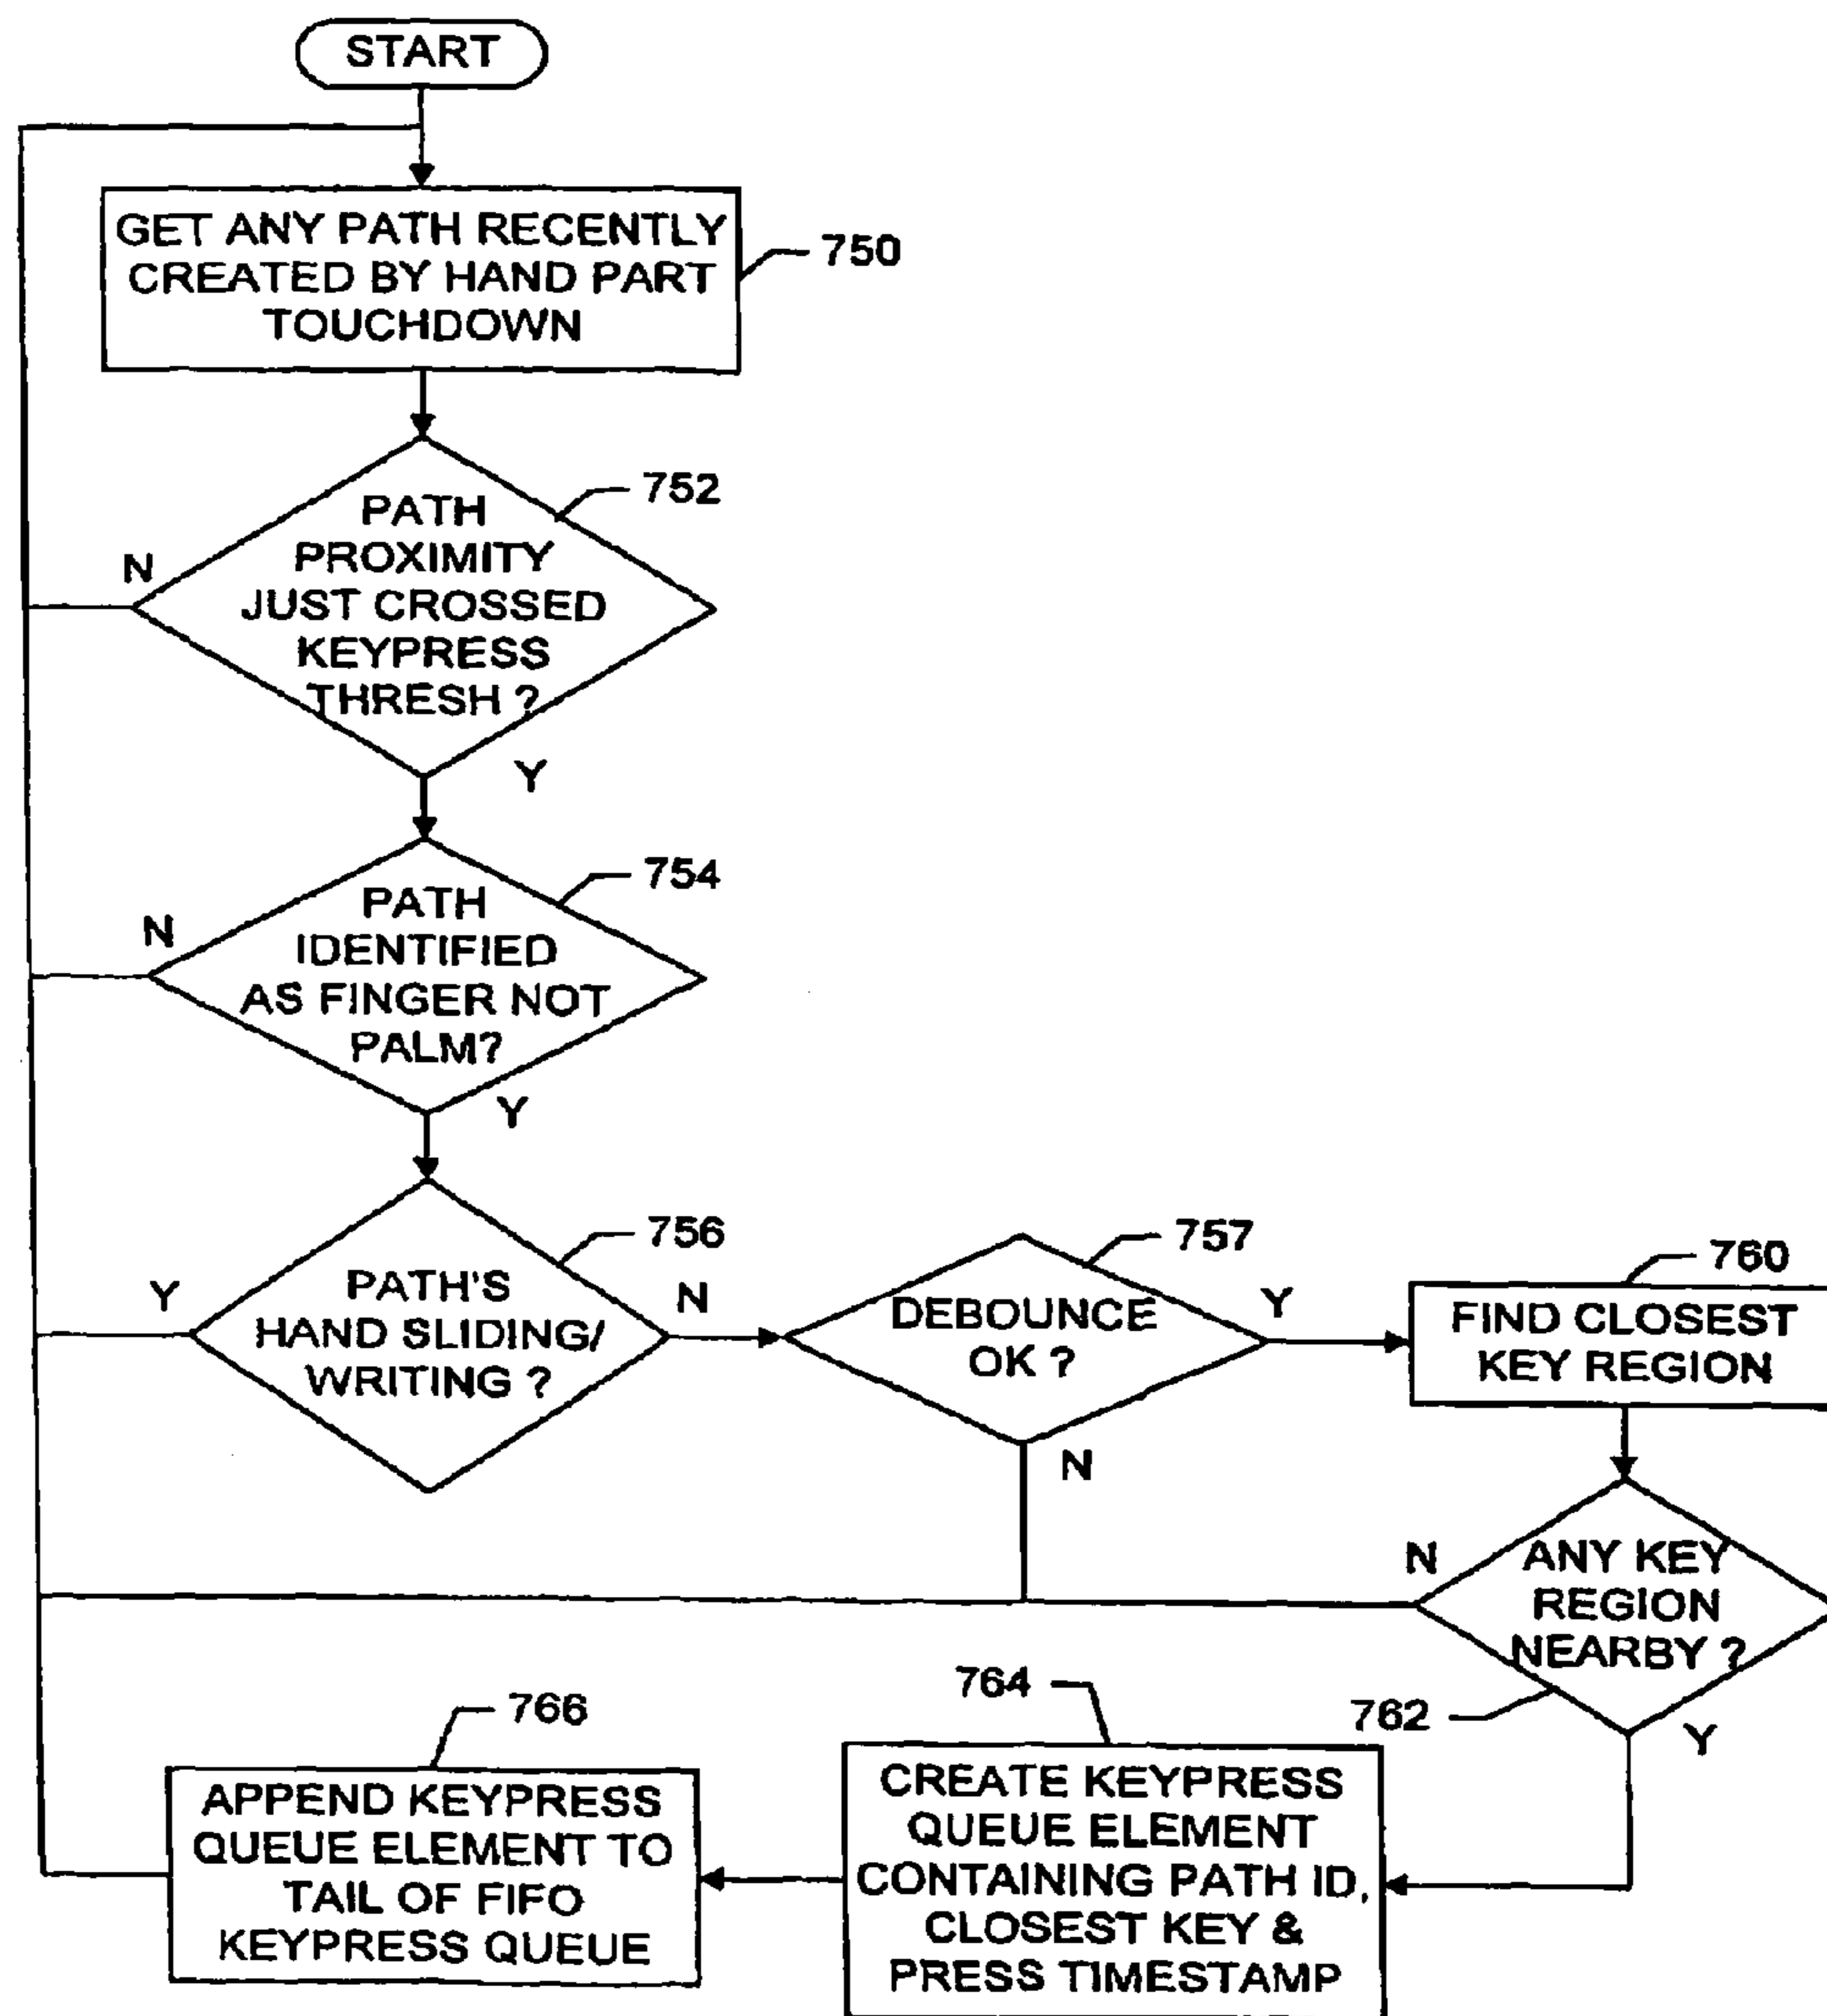 START
GET ANY PATH RECENTLY
CREATED BY HAND PART
TOUCHDOWN
750
PATH
PROXIMITY
JUST CROSSED
KEYPRESS
THRESH ?
752
N
Y
PATH
IDENTIFIED
AS FINGER NOT
PALM?
754
N
Y
PATH'S
HAND SLIDING/
WRITING ?
756
Y
N
DEBOUNCE
OK ?
757
Y
N
FIND CLOSEST
KEY REGION
760
ANY KEY
REGION
NEARBY ?
762
N
Y
CREATE KEYPRESS
QUEUE ELEMENT
CONTAINING PATH ID,
CLOSEST KEY &
PRESS TIMESTAMP
764
APPEND KEYPRESS
QUEUE ELEMENT TO
TAIL OF FIFO
KEYPRESS QUEUE
766